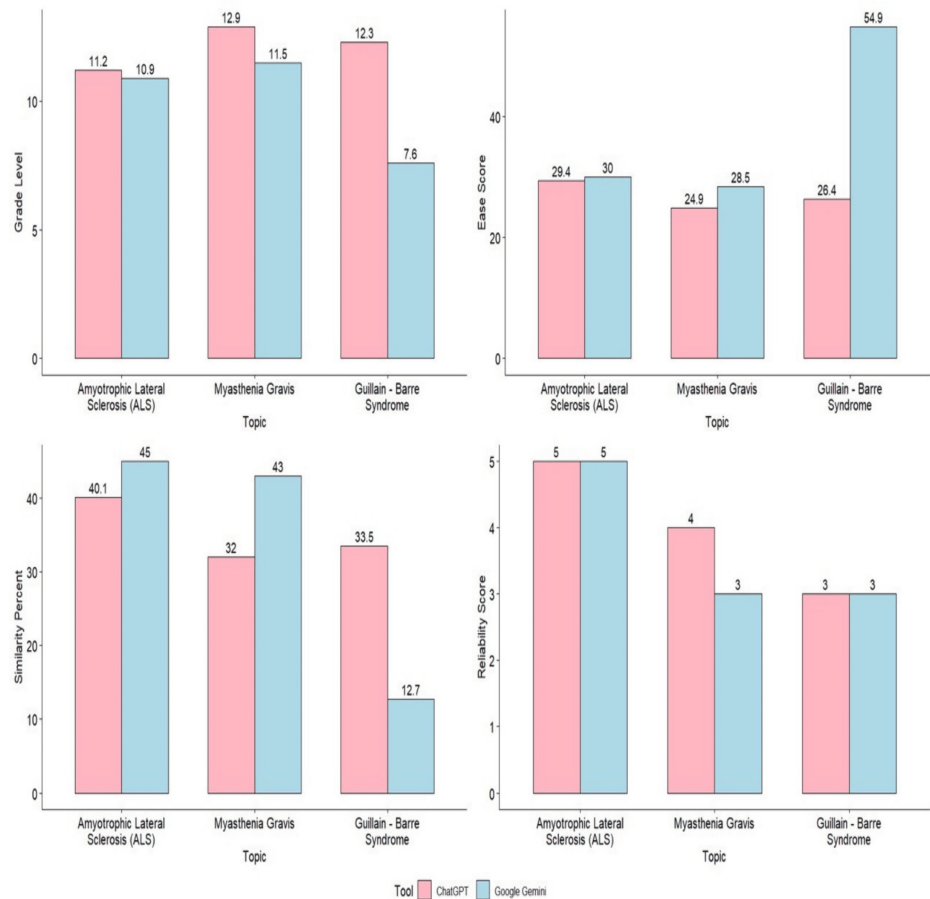 12.9
12.3
11.2
10.9
11.5
7.6
10
5
0
Grade Level
Amyotrophic Lateral
Sclerosis (ALS)
Myasthenia Gravis
Guillain - Barre
Syndrome
Topic
54.9
29.4
30
24.9
28.5
26.4
40
20
0
Ease Score
Amyotrophic Lateral
Sclerosis (ALS)
Myasthenia Gravis
Guillain - Barre
Syndrome
Topic
45
40.1
43
32
33.5
12.7
40
30
20
10
0
Similarity Percent
Amyotrophic Lateral
Sclerosis (ALS)
Myasthenia Gravis
Guillain - Barre
Syndrome
Topic
5
5
4
3
3
3
5
4
3
2
1
0
Reliability Score
Amyotrophic Lateral
Sclerosis (ALS)
Myasthenia Gravis
Guillain - Barre
Syndrome
Topic
Tool ChatGPT Google Gemini